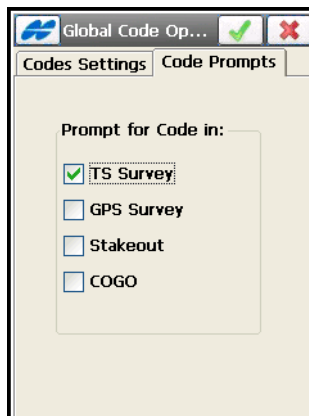 Global Code Op...
Codes Settings Code Prompts
Prompt for Code in:
TS Survey
GPS Survey
Stakeout
COGO